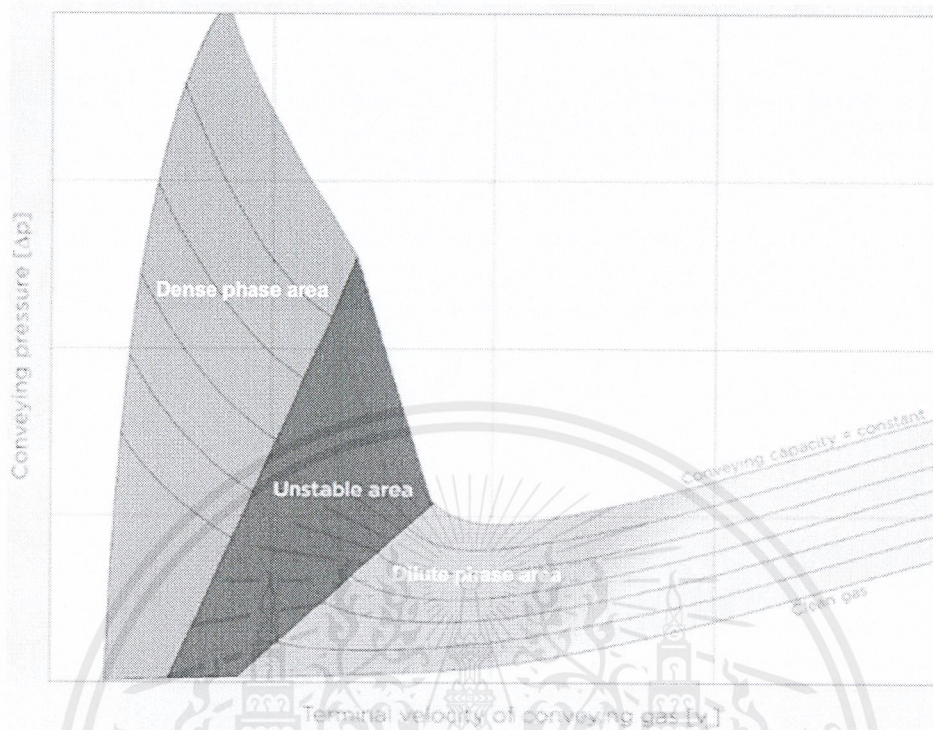 Conveying pressure [Δp]
Dense phase area
Unstable area
Conveying capacity = constant
Dilute phase area
Clean gas
Terminal velocity of conveying gas [v]